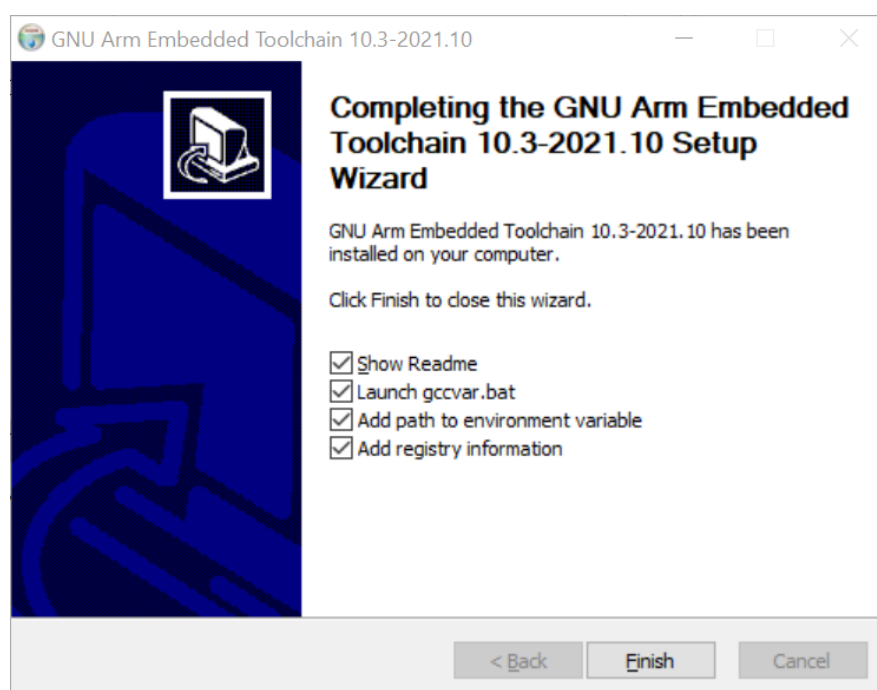 GNU Arm Embedded Toolchain 10.3-2021.10
Completing the GNU Arm Embedded
Toolchain 10.3-2021.10 Setup
Wizard
GNU Arm Embedded Toolchain 10.3-2021.10 has been
installed on your computer.
Click Finish to close this wizard.
Show Readme
Launch gccvar.bat
Add path to environment variable
Add registry information
< Back
Finish
Cancel